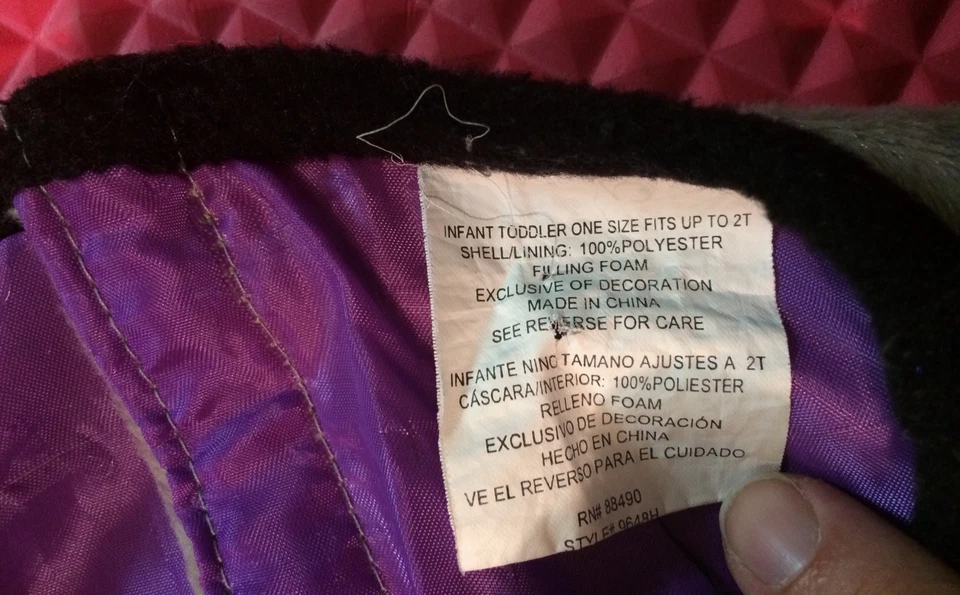 INFANT TODDLER ONE SIZE FITS UP TO 2T
SHELL/LINING: 100%POLYESTER
FILLING FOAM
EXCLUSIVE OF DECORATION
MADE IN CHINA
SEE REVERSE FOR CARE
INFANTE NINO TAMANO AJUSTES A 2T
CÁSCARA/INTERIOR: 100%POLIESTER
RELLENO FOAM
EXCLUSIVO DE DECORACIÓN
HECHO EN CHINA
VE EL REVERSO PARA EL CUIDADO
RN# 88490
STYLE# 9648H